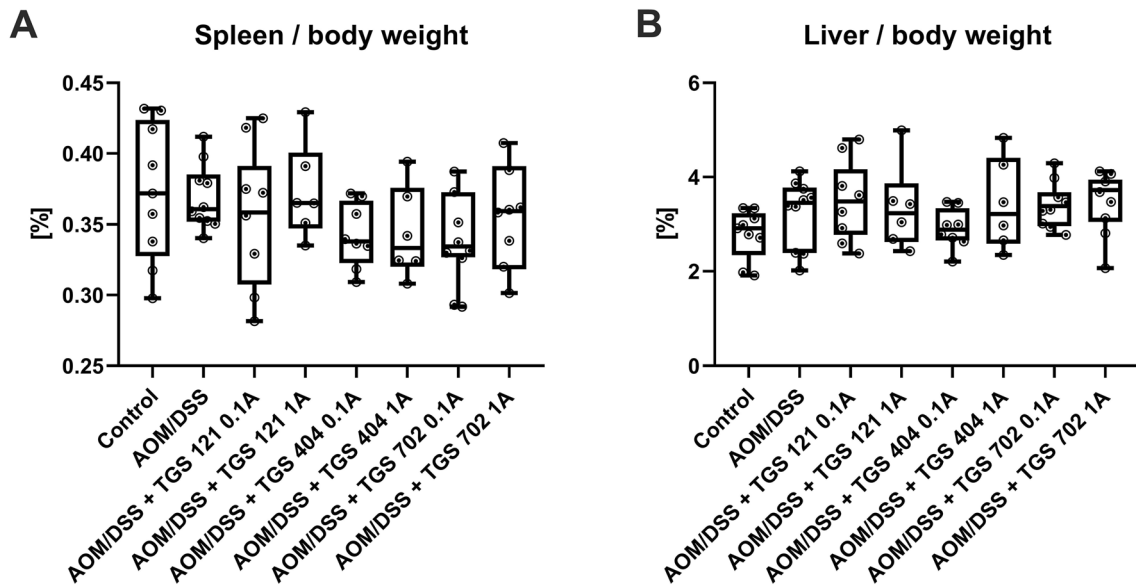 A
Spleen / body weight
[%]
0.45
0.40
0.35
0.30
0.25
Control
AOM/DSS
AOM/DSS + TGS 121 0.1A
AOM/DSS + TGS 121 1A
AOM/DSS + TGS 404 0.1A
AOM/DSS + TGS 404 1A
AOM/DSS + TGS 702 0.1A
AOM/DSS + TGS 702 1A
B
Liver / body weight
[%]
6
4
2
0
Control
AOM/DSS
AOM/DSS + TGS 121 0.1A
AOM/DSS + TGS 121 1A
AOM/DSS + TGS 404 0.1A
AOM/DSS + TGS 404 1A
AOM/DSS + TGS 702 0.1A
AOM/DSS + TGS 702 1A